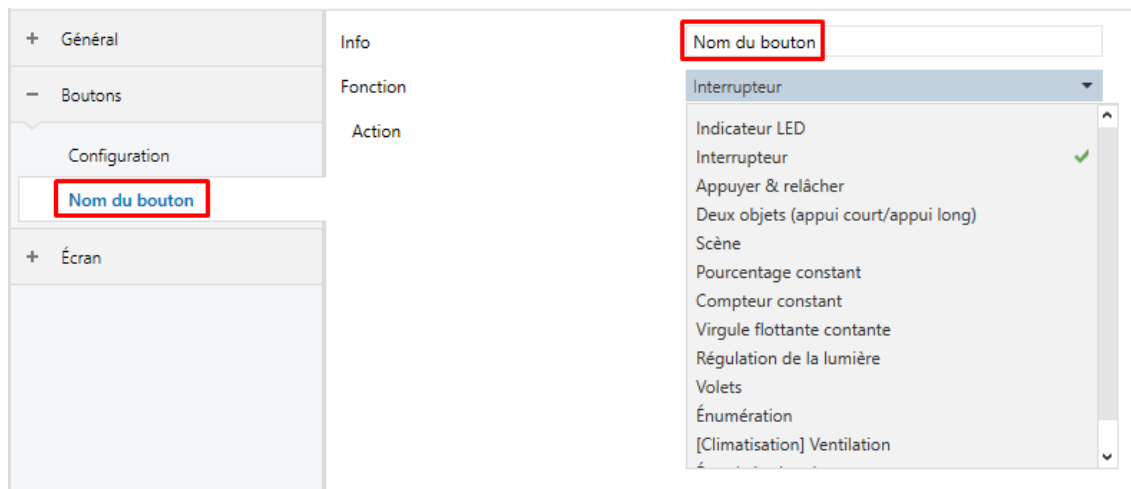 Général
Boutons
Configuration
Nom du bouton
Écran
Info
Nom du bouton
Fonction
Interrupteur
Action
Indicateur LED
Interrupteur
Appuyer & relâcher
Deux objets (appui court/appui long)
Scène
Pourcentage constant
Compteur constant
Virgule flottante contante
Régulation de la lumière
Volets
Énumération
[Climatisation] Ventilation